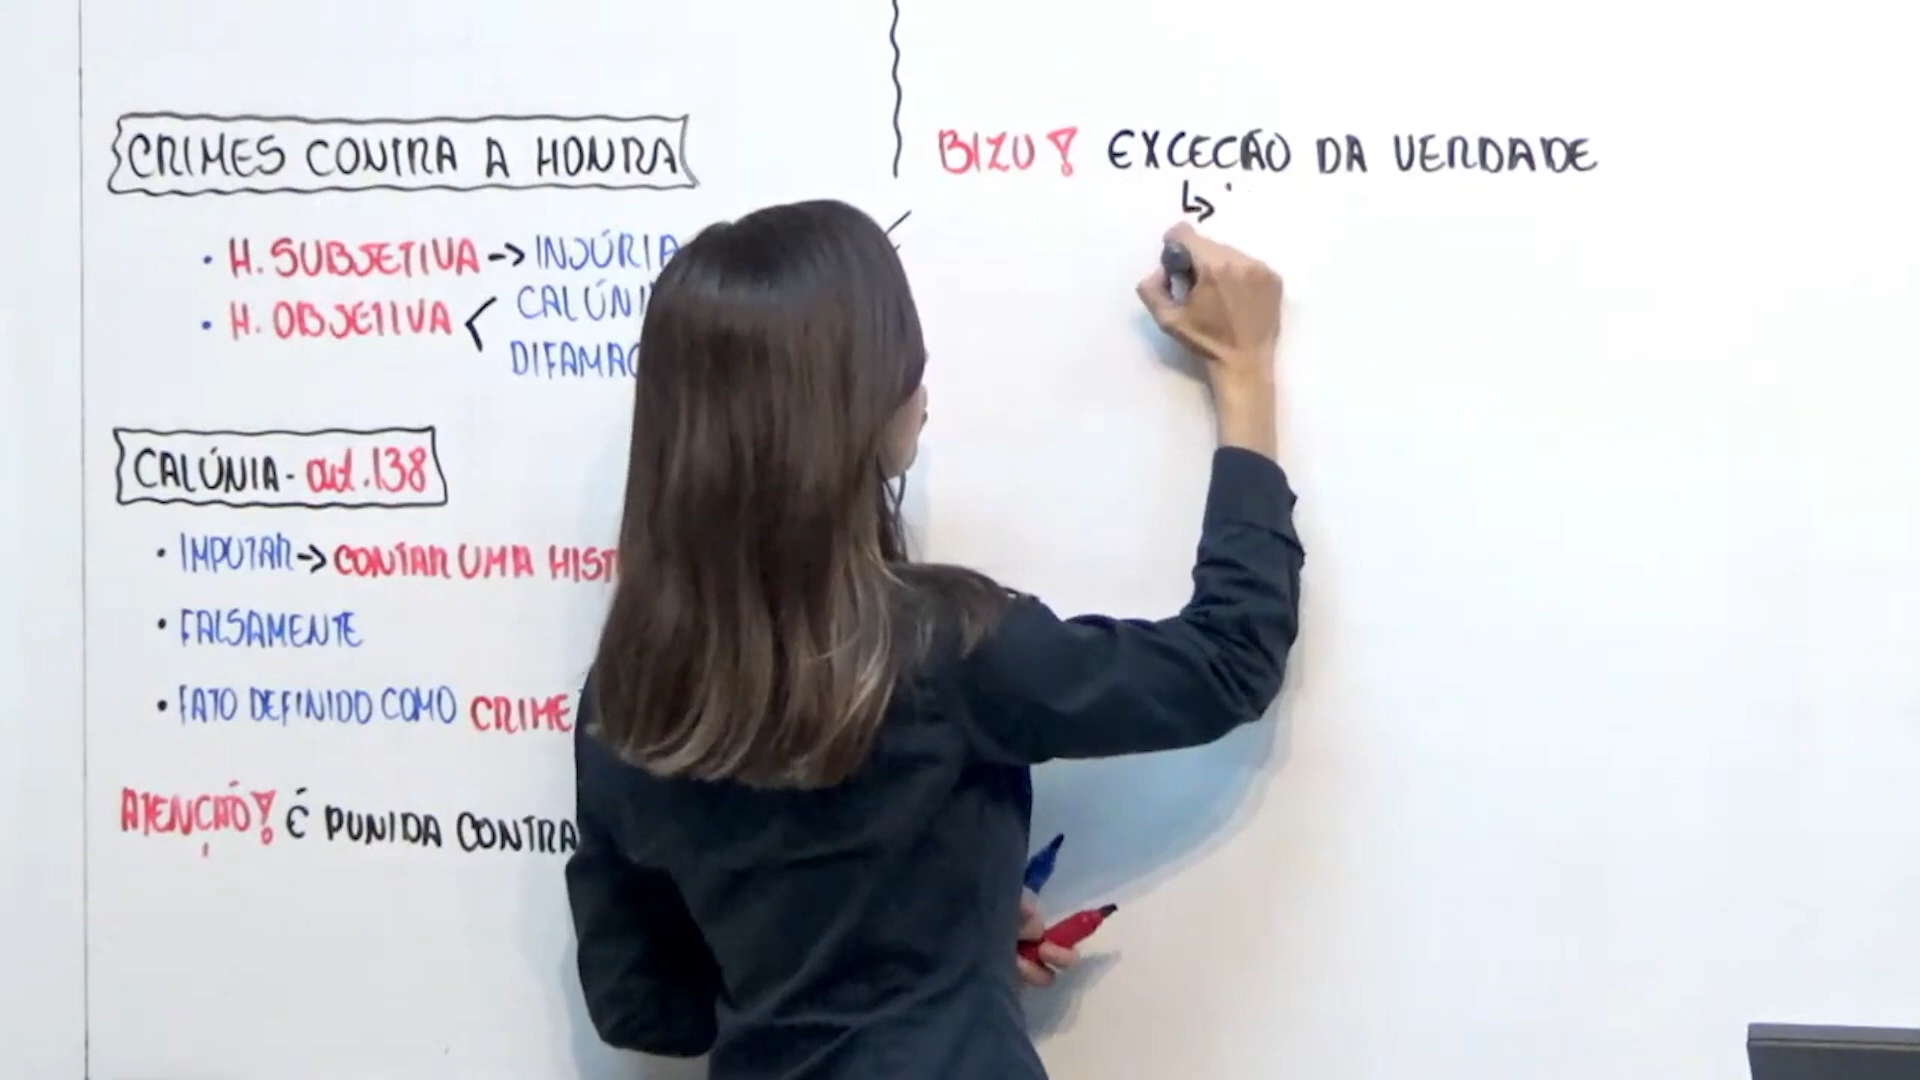 CRIMES CONTRA A HONRA
• H. SUBJETIVA -> INJÚRIA
• H. OBJETIVA <
CALÚNI
DIFAMAÇ
CALÚNIA - art. 138
• IMPUTAR -> CONTAR UMA HIST
• FALSAMENTE
• FATO DEFINIDO COMO CRIME
ATENÇÃO! É PUNIDA CONTRA
BIZU! EXCEÇÃO DA VERDADE
↳